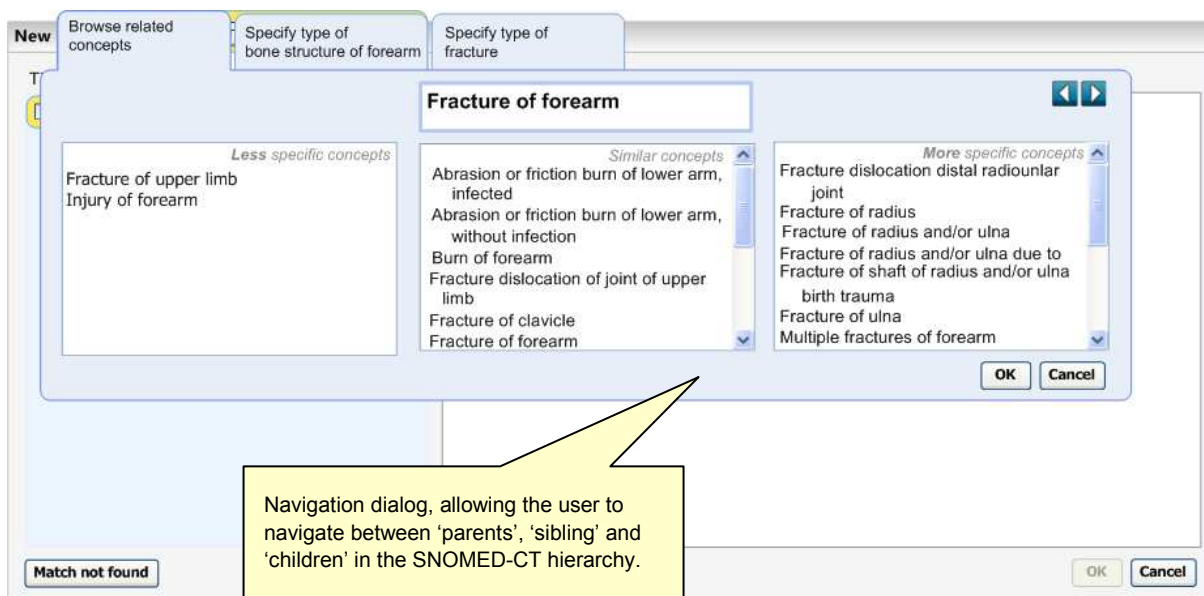 New
Browse related
concepts
Specify type of
bone structure of forearm
Specify type of
fracture
T
Fracture of forearm
Less specific concepts
Fracture of upper limb
Injury of forearm
Similar concepts
Abrasion or friction burn of lower arm,
infected
Abrasion or friction burn of lower arm,
without infection
Burn of forearm
Fracture dislocation of joint of upper
limb
Fracture of clavicle
Fracture of forearm
More specific concepts
Fracture dislocation distal radiounlar
joint
Fracture of radius
Fracture of radius and/or ulna
Fracture of radius and/or ulna due to
Fracture of shaft of radius and/or ulna
birth trauma
Fracture of ulna
Multiple fractures of forearm
OK
Cancel
Navigation dialog, allowing the user to
navigate between ‘parents’, ‘sibling’ and
‘children’ in the SNOMED-CT hierarchy.
Match not found
OK
Cancel